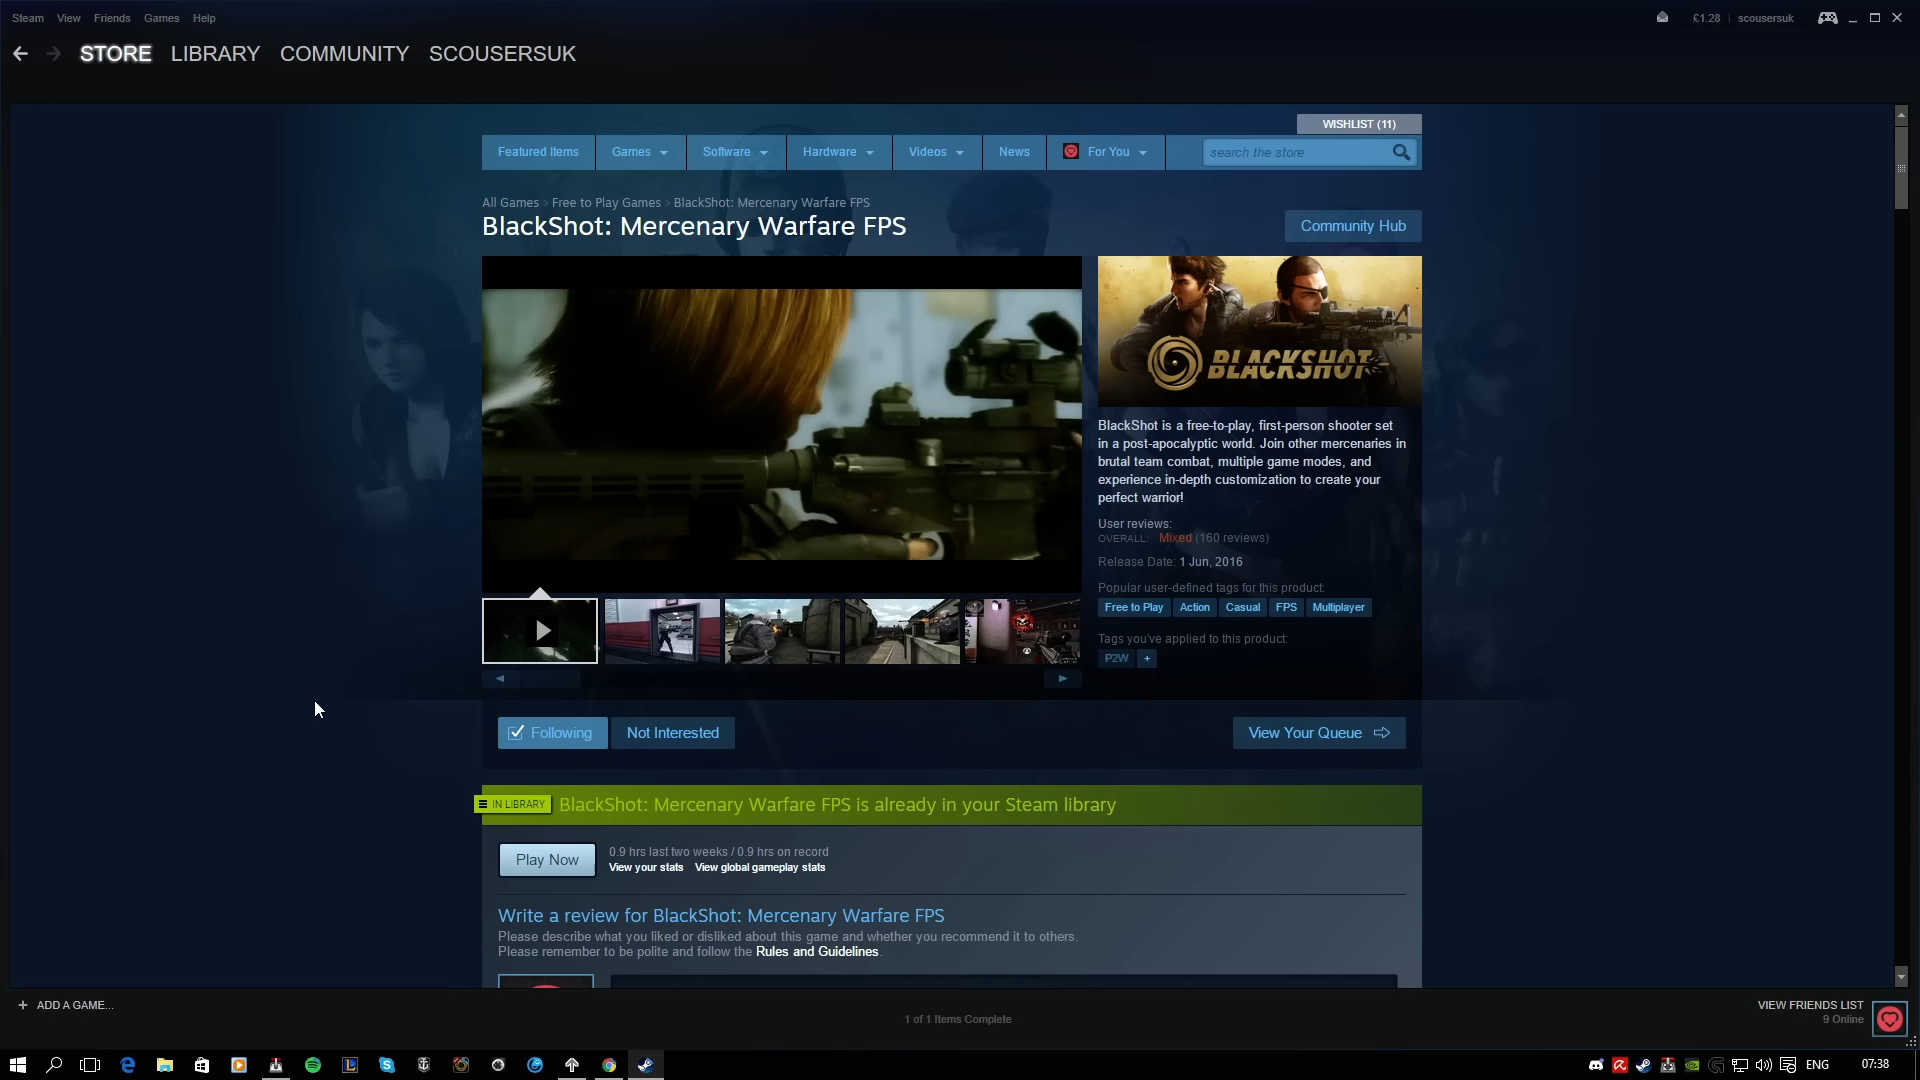 Steam View Friends Games Help
£1.28 | scousersuk
STORE LIBRARY COMMUNITY SCOUSERSUK
WISHLIST (11)
Featured Items Games Software Hardware Videos News For You
search the store
All Games > Free to Play Games > BlackShot: Mercenary Warfare FPS
BlackShot: Mercenary Warfare FPS
Community Hub
BLACKSHOT
BlackShot is a free-to-play, first-person shooter set
in a post-apocalyptic world. Join other mercenaries in
brutal team combat, multiple game modes, and
experience in-depth customization to create your
perfect warrior!
User reviews:
OVERALL: Mixed (160 reviews)
Release Date: 1 Jun, 2016
Popular user-defined tags for this product:
Free to Play Action Casual FPS Multiplayer
Tags you've applied to this product:
P2W +
Following Not Interested
View Your Queue
IN LIBRARY BlackShot: Mercenary Warfare FPS is already in your Steam library
Play Now
0.9 hrs last two weeks / 0.9 hrs on record
View your stats View global gameplay stats
Write a review for BlackShot: Mercenary Warfare FPS
Please describe what you liked or disliked about this game and whether you recommend it to others.
Please remember to be polite and follow the Rules and Guidelines
+ ADD A GAME...
1 of 1 Items Complete
VIEW FRIENDS LIST
9 Online
ENG 07:38